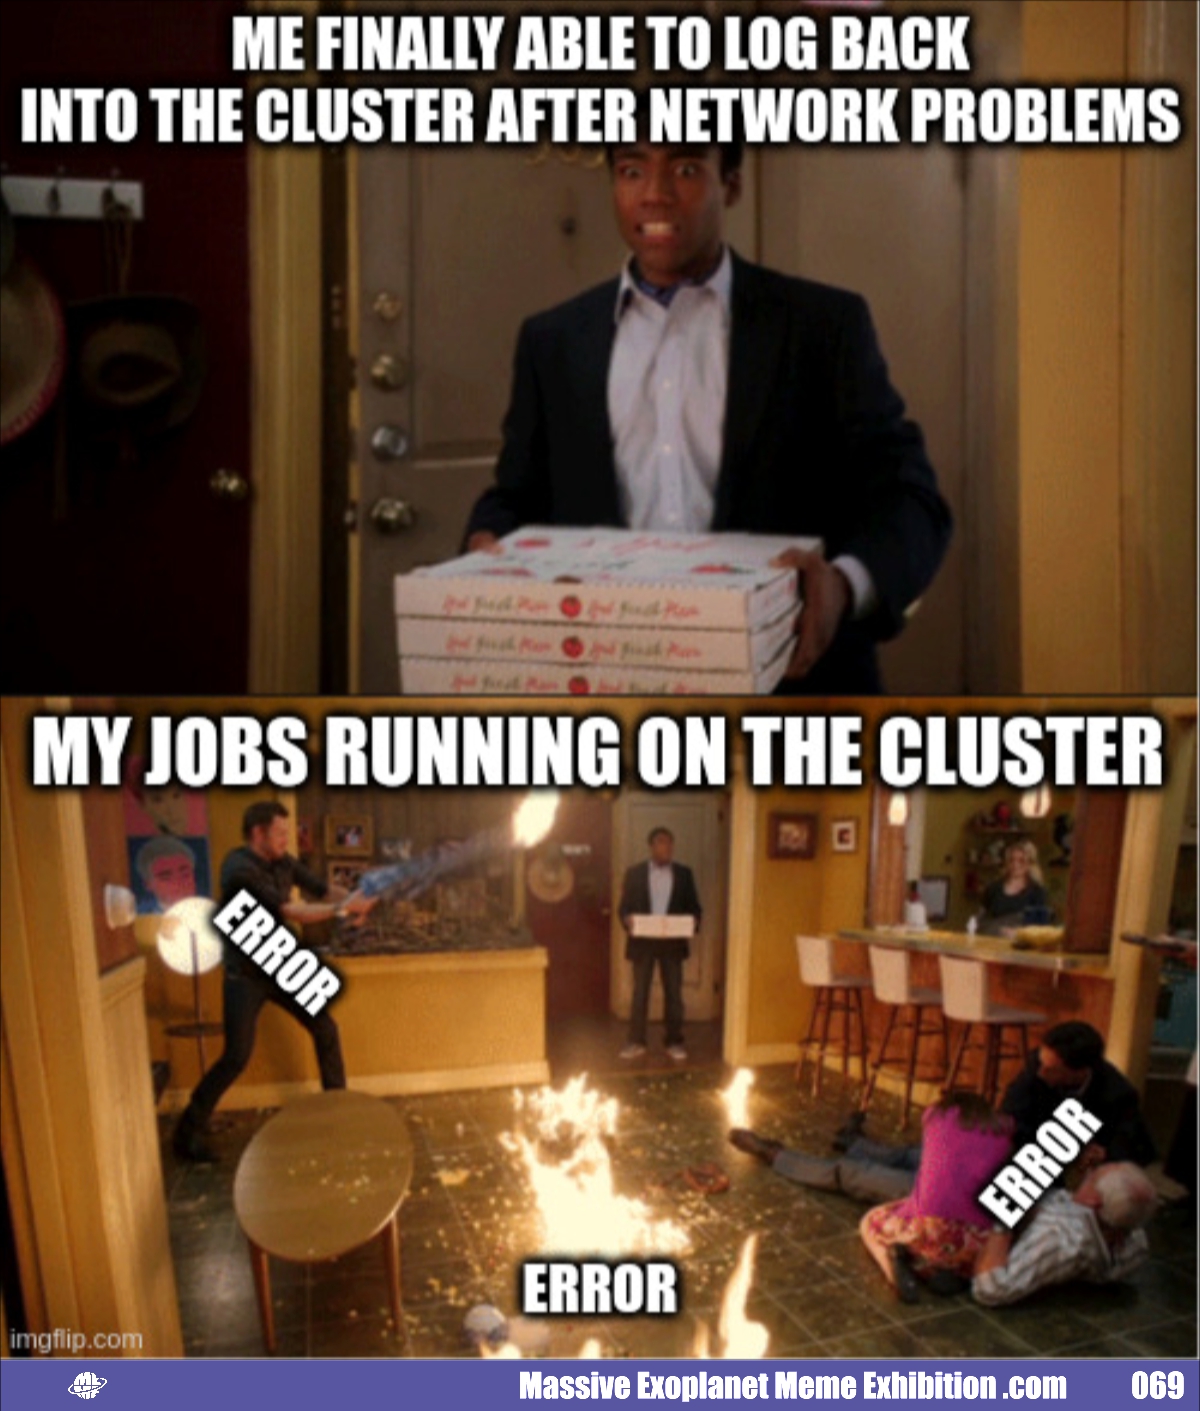 ME FINALLY ABLE TO LOG BACK
INTO THE CLUSTER AFTER NETWORK PROBLEMS
MY JOBS RUNNING ON THE CLUSTER
ERROR
ERROR
ERROR
imgflip.com
Massive Exoplanet Meme Exhibition .com 069